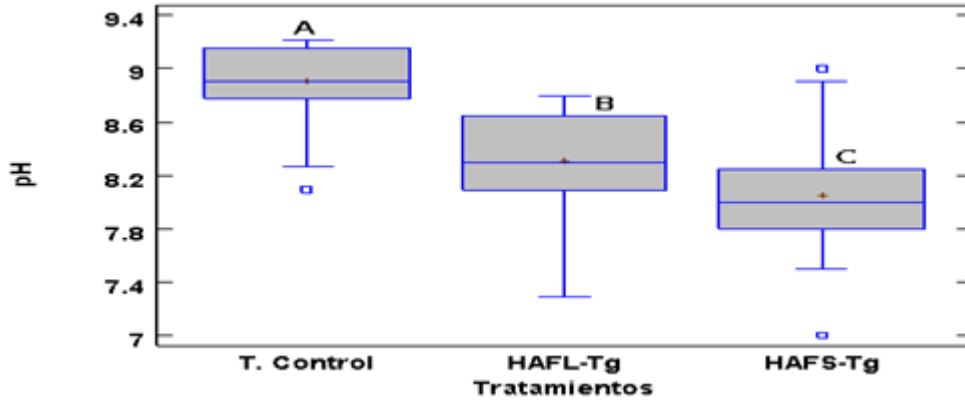 9.4
9
8.6
8.2
7.8
7.4
7
pH
A
B
C
T. Control
HAFL-Tg
HAFS-Tg
Tratamientos